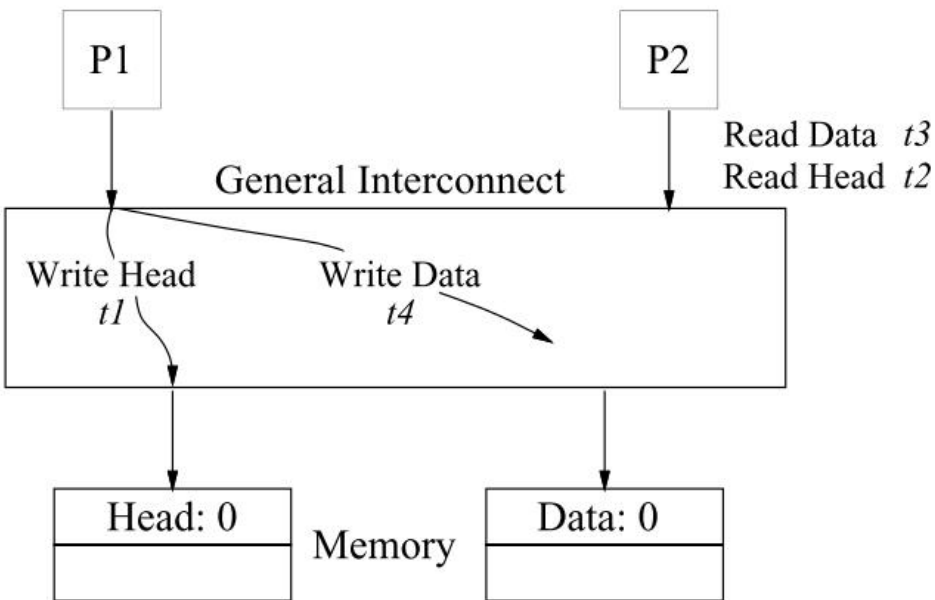 P1
P2
Read Data t3
General Interconnect
Read Head t2
Write Head
Write Data
t1
t4
Head: 0
Data: 0
Memory